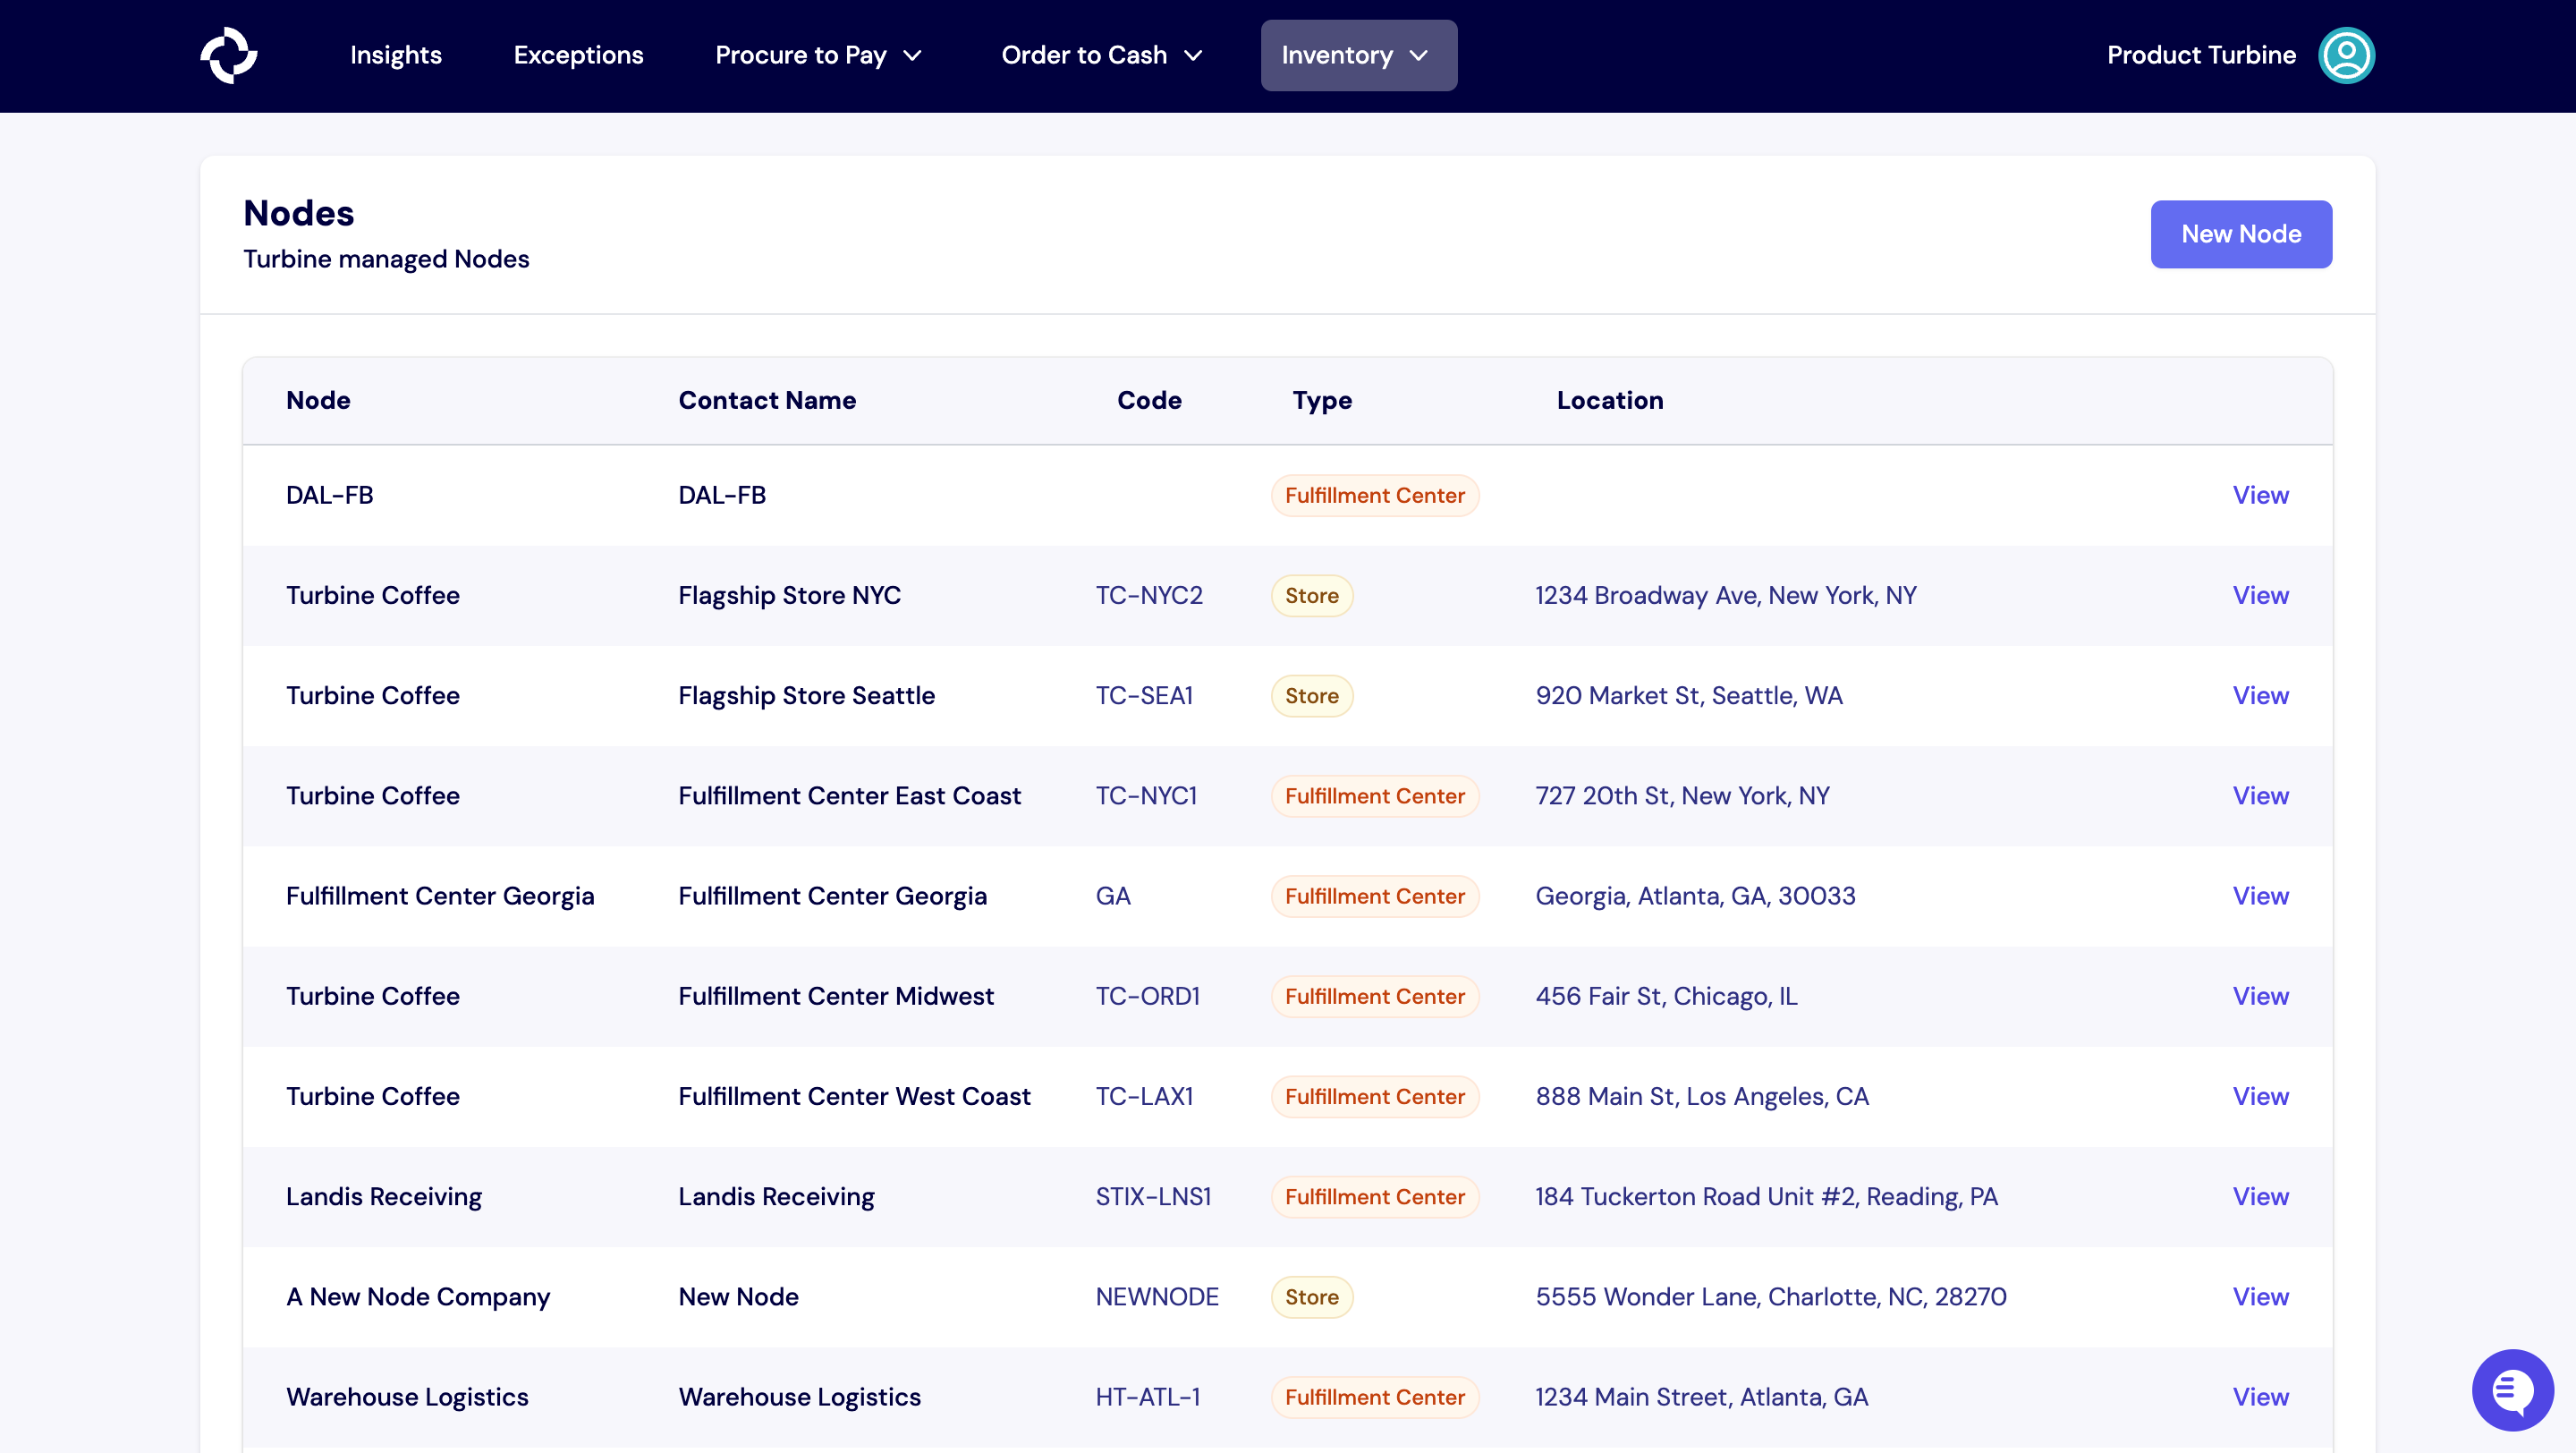 Insights Exceptions Procure to Pay Order to Cash Inventory Product Turbine
Nodes
Turbine managed Nodes
New Node
Node Contact Name Code Type Location
DAL-FB DAL-FB Fulfillment Center View
Turbine Coffee Flagship Store NYC TC-NYC2 Store 1234 Broadway Ave, New York, NY View
Turbine Coffee Flagship Store Seattle TC-SEA1 Store 920 Market St, Seattle, WA View
Turbine Coffee Fulfillment Center East Coast TC-NYC1 Fulfillment Center 727 20th St, New York, NY View
Fulfillment Center Georgia Fulfillment Center Georgia GA Fulfillment Center Georgia, Atlanta, GA, 30033 View
Turbine Coffee Fulfillment Center Midwest TC-ORD1 Fulfillment Center 456 Fair St, Chicago, IL View
Turbine Coffee Fulfillment Center West Coast TC-LAX1 Fulfillment Center 888 Main St, Los Angeles, CA View
Landis Receiving Landis Receiving STIX-LNS1 Fulfillment Center 184 Tuckerton Road Unit #2, Reading, PA View
A New Node Company New Node NEWNODE Store 5555 Wonder Lane, Charlotte, NC, 28270 View
Warehouse Logistics Warehouse Logistics HT-ATL-1 Fulfillment Center 1234 Main Street, Atlanta, GA View